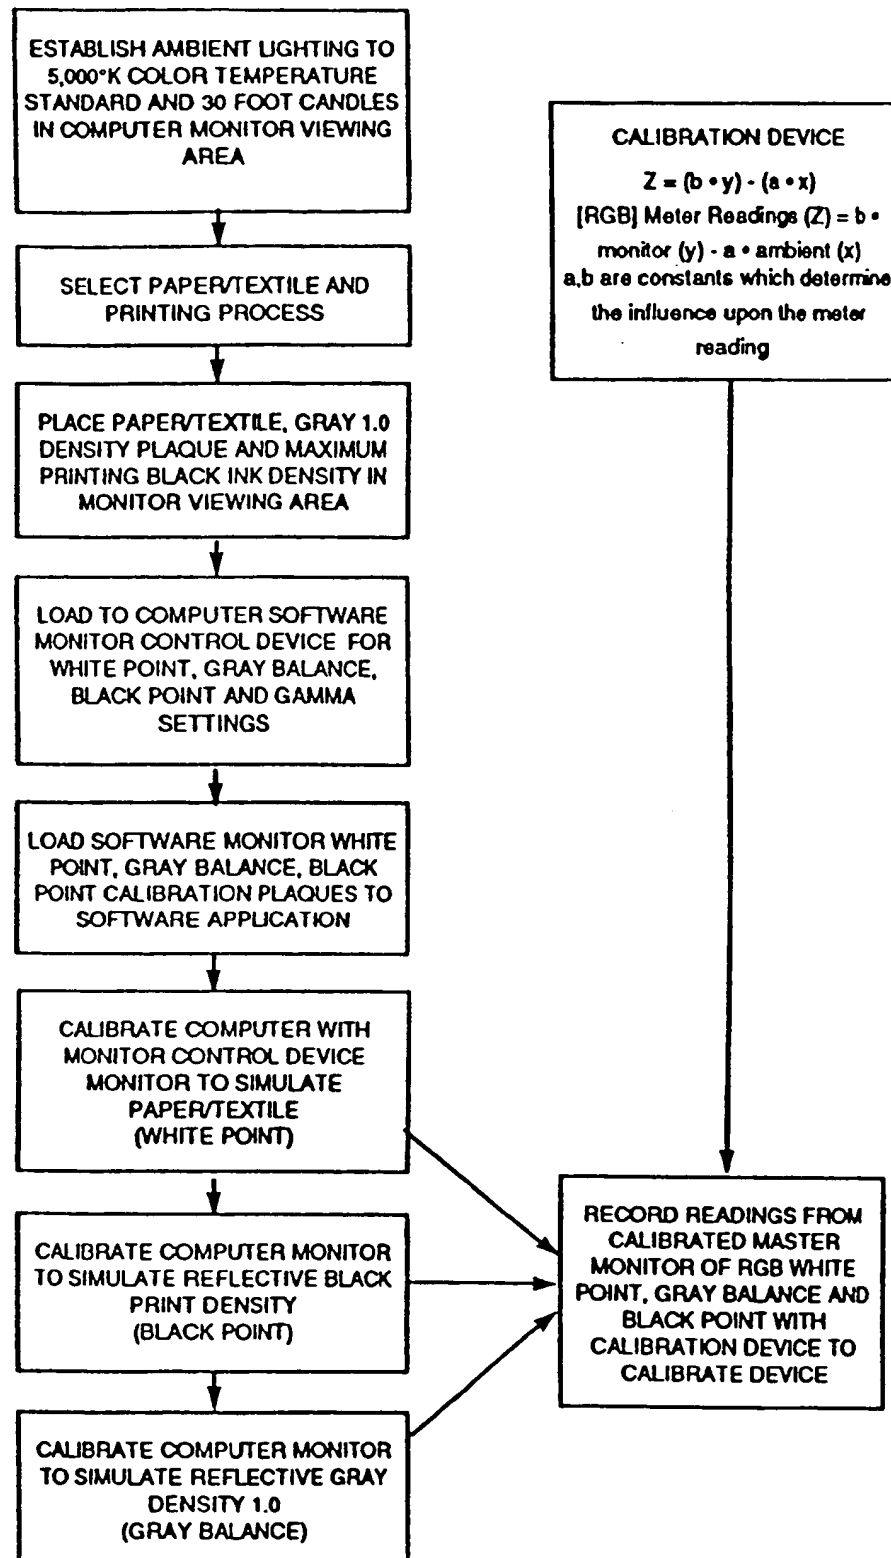 ESTABLISH AMBIENT LIGHTING TO
5,000°K COLOR TEMPERATURE
STANDARD AND 30 FOOT CANDLES
IN COMPUTER MONITOR VIEWING
AREA
SELECT PAPER/TEXTILE AND
PRINTING PROCESS
PLACE PAPER/TEXTILE, GRAY 1.0
DENSITY PLAQUE AND MAXIMUM
PRINTING BLACK INK DENSITY IN
MONITOR VIEWING AREA
LOAD TO COMPUTER SOFTWARE
MONITOR CONTROL DEVICE FOR
WHITE POINT, GRAY BALANCE,
BLACK POINT AND GAMMA
SETTINGS
LOAD SOFTWARE MONITOR WHITE
POINT, GRAY BALANCE, BLACK
POINT CALIBRATION PLAQUES TO
SOFTWARE APPLICATION
CALIBRATE COMPUTER WITH
MONITOR CONTROL DEVICE
MONITOR TO SIMULATE
PAPER/TEXTILE
(WHITE POINT)
CALIBRATE COMPUTER MONITOR
TO SIMULATE REFLECTIVE BLACK
PRINT DENSITY
(BLACK POINT)
CALIBRATE COMPUTER MONITOR
TO SIMULATE REFLECTIVE GRAY
DENSITY 1.0
(GRAY BALANCE)
CALIBRATION DEVICE
Z = (b • y) - (a • x)
[RGB] Meter Readings (Z) = b •
monitor (y) - a • ambient (x)
a,b are constants which determine
the influence upon the meter
reading
RECORD READINGS FROM
CALIBRATED MASTER
MONITOR OF RGB WHITE
POINT, GRAY BALANCE AND
BLACK POINT WITH
CALIBRATION DEVICE TO
CALIBRATE DEVICE